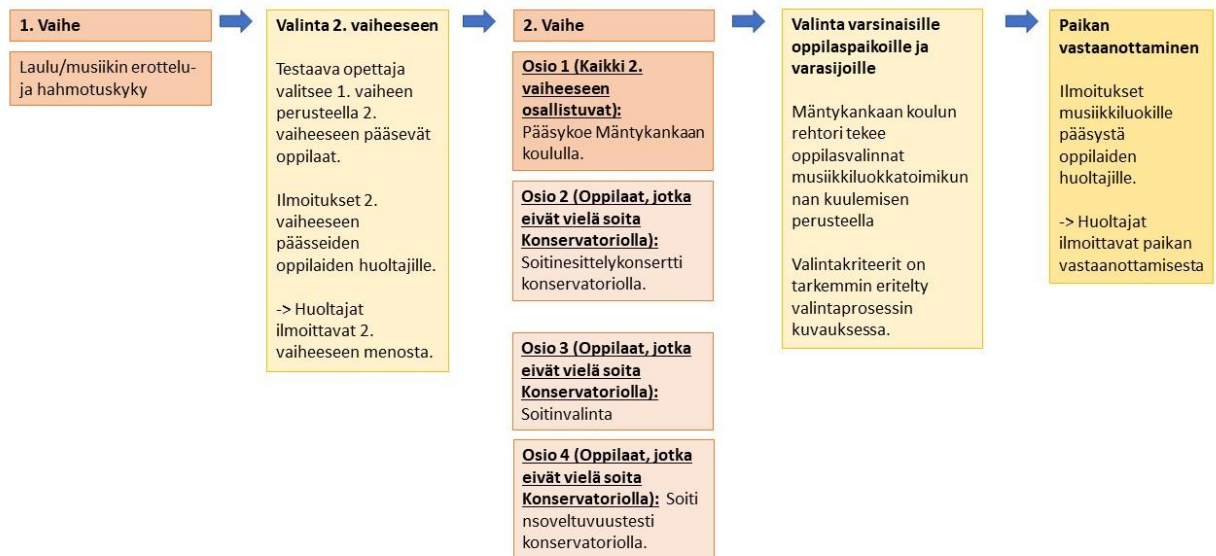 1. Vaihe
Laulu/musiikin erottelu-
ja hahmotuskyky
Valinta 2. vaiheeseen
Testaava opettaja
valitsee 1. vaiheen
perusteella 2.
vaiheeseen pääsevät
oppilaat.
Ilmoitukset 2.
vaiheeseen
päässeiden
oppilaiden huoltajille.
-> Huoltajat
ilmoittavat 2.
vaiheeseen menosta.
2. Vaihe
Osio 1 (Kaikki 2.
vaiheeseen
osallistuvat):
Pääsykoe Mäntykankaan
koululla.
Osio 2 (Oppilaat, jotka
eivät vielä soita
Konservatoriolla):
Soitinesittelykonsertti
konservatoriolla.
Osio 3 (Oppilaat, jotka
eivät vielä soita
Konservatoriolla):
Soitinvalinta
Osio 4 (Oppilaat, jotka
eivät vielä soita
Konservatoriolla): Soiti
nsoveltuvuustesti
konservatoriolla.
Valinta varsinaisille
oppilaspaikoille ja
varasijoille
Mäntykankaan koulun
rehtori tekee
oppilasvalinnat
musiikkiluokkatoimikun
nan kuulemisen
perusteella
Valintakriteerit on
tarkemmin eritelty
valintaprosessin
kuvauksessa.
Paikan
vastaanottaminen
Ilmoitukset
musiikkiluokille
pääsystä
oppilaiden
huoltajille.
-> Huoltajat
ilmoittavat paikan
vastaanottamisesta